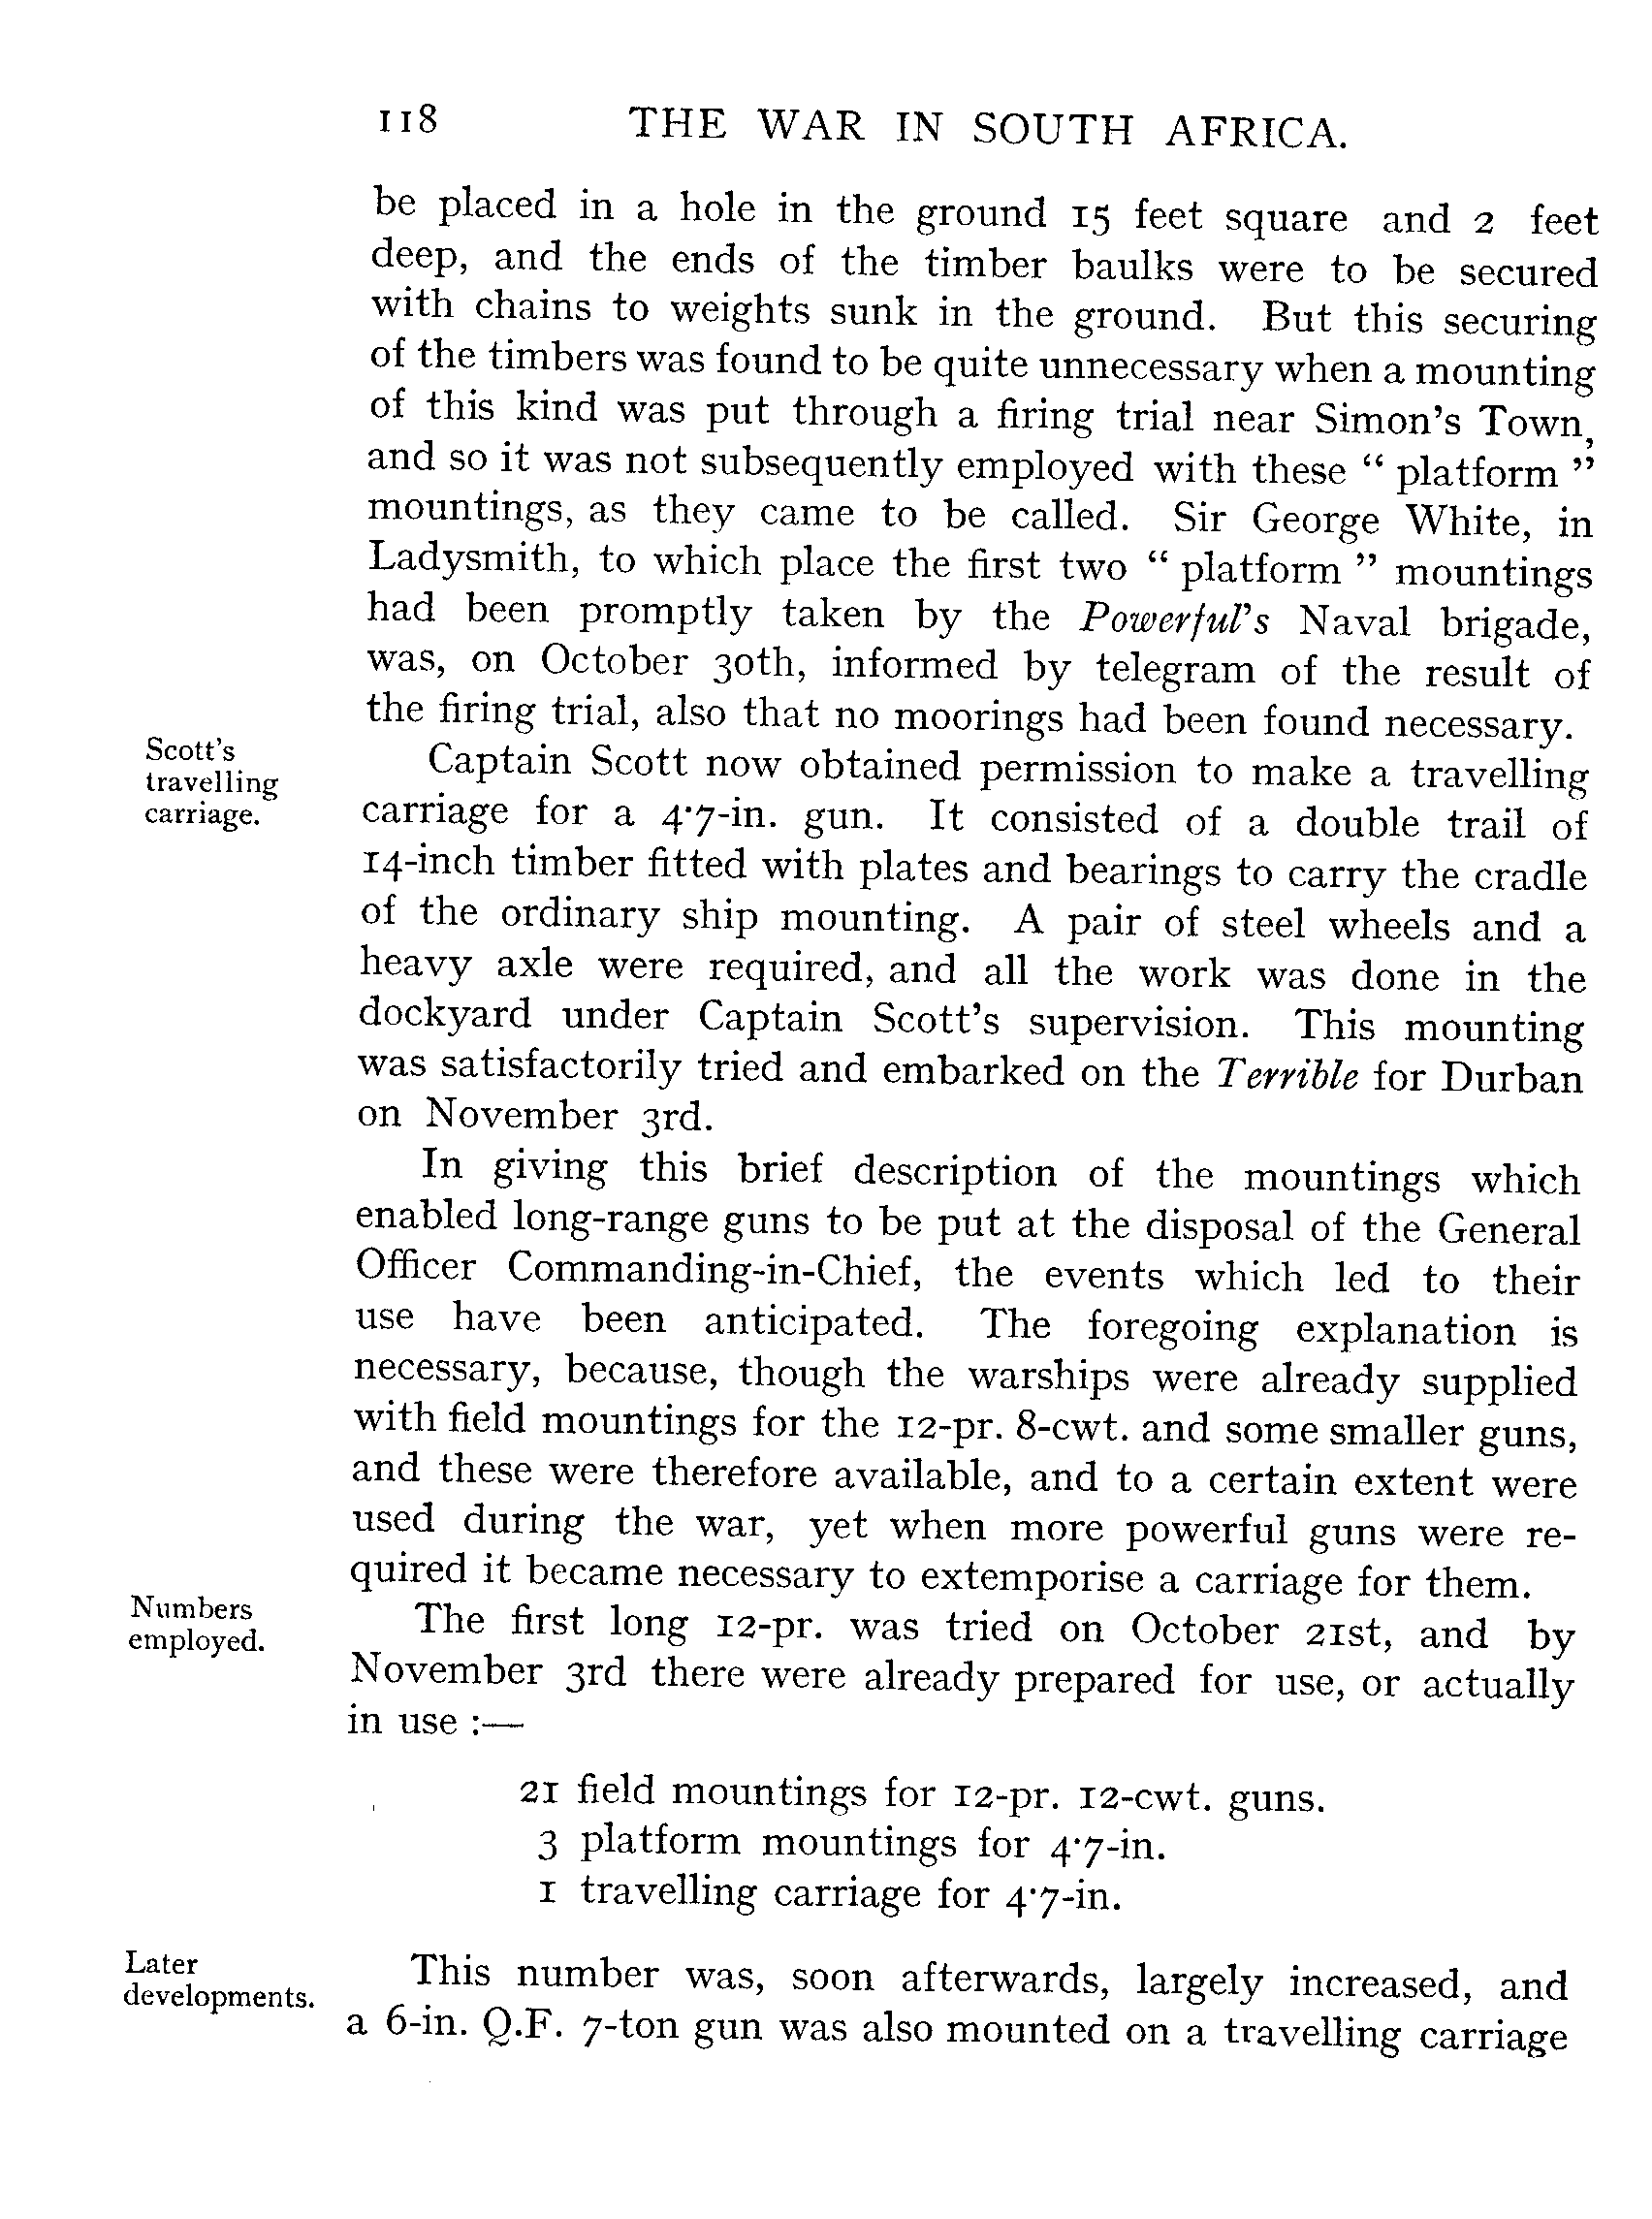 118 THE WAR IN SOUTH AFRICA.
be placed in a hole in the ground 15 feet square and 2 feet
deep, and the ends of the timber baulks were to be secured
with chains to weights sunk in the ground. But this securing
of the timbers was found to be quite unnecessary when a mounting
of this kind was put through a firing trial near Simon's Town,
and so it was not subsequently employed with these " platform "
mountings, as they came to be called. Sir George White, in
Ladysmith, to which place the first two " platform " mountings
had been promptly taken by the Powerful's Naval brigade,
was, on October 30th, informed by telegram of the result of
the firing trial, also that no moorings had been found necessary.
Scott's
travelling
carriage.
Captain Scott now obtained permission to make a travelling
carriage for a 4·7-in. gun. It consisted of a double trail of
14-inch timber fitted with plates and bearings to carry the cradle
of the ordinary ship mounting. A pair of steel wheels and a
heavy axle were required, and all the work was done in the
dockyard under Captain Scott's supervision. This mounting
was satisfactorily tried and embarked on the Terrible for Durban
on November 3rd.
In giving this brief description of the mountings which
enabled long-range guns to be put at the disposal of the General
Officer Commanding-in-Chief, the events which led to their
use have been anticipated. The foregoing explanation is
necessary, because, though the warships were already supplied
with field mountings for the 12-pr. 8-cwt. and some smaller guns,
and these were therefore available, and to a certain extent were
used during the war, yet when more powerful guns were re-
quired it became necessary to extemporise a carriage for them.
Numbers
employed.
The first long 12-pr. was tried on October 21st, and by
November 3rd there were already prepared for use, or actually
in use :—
21 field mountings for 12-pr. 12-cwt. guns.
3 platform mountings for 4·7-in.
1 travelling carriage for 4·7-in.
Later
developments.
This number was, soon afterwards, largely increased, and
a 6-in. Q.F. 7-ton gun was also mounted on a travelling carriage